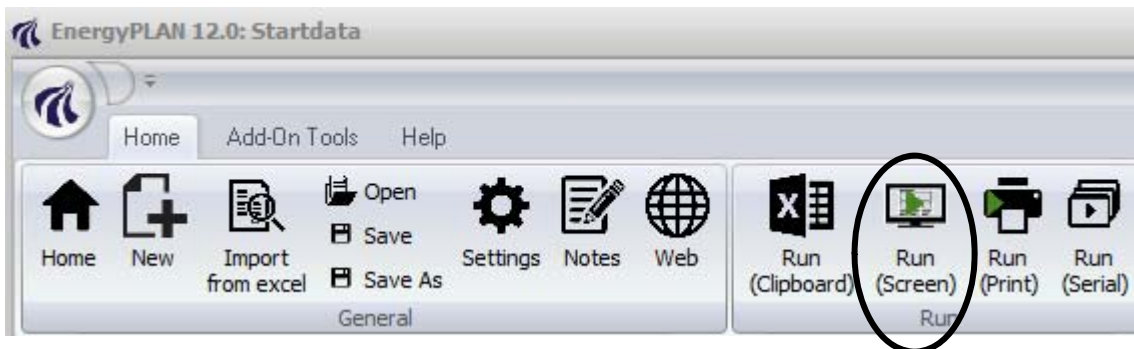 EnergyPLAN 12.0: Startdata
Home Add-On Tools Help
Home
New
Import
from excel
Open
Save
Save As
Settings
Notes
Web
General
Run
(Clipboard)
Run
(Screen)
Run
(Print)
Run
(Serial)
Run